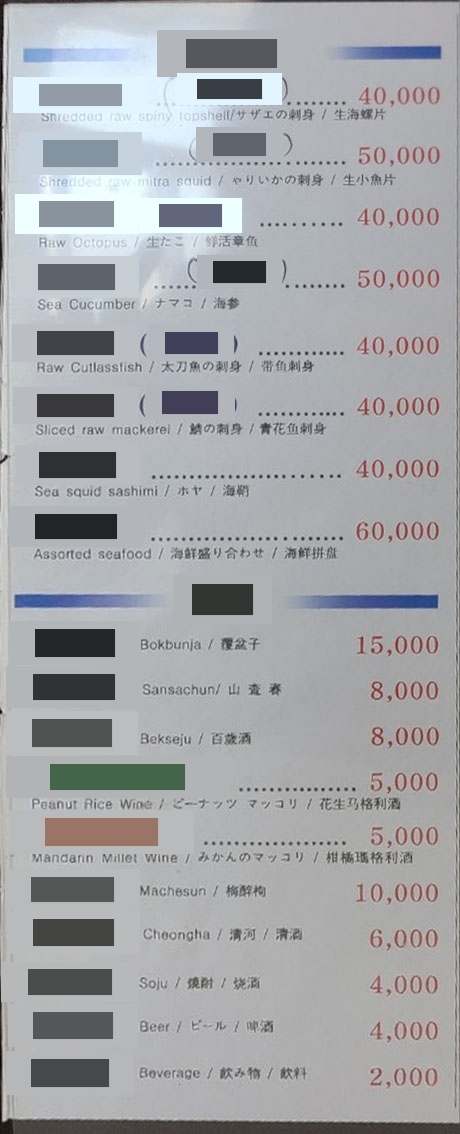 40,000
Shredded raw spiny topshell/サザエの刺身 / 生海螺片
50,000
Shredded raw mitra squid / やりいかの刺身 / 生小魚片
40,000
Raw Octopus / 生たこ / 鲜活章鱼
50,000
Sea Cucumber / ナマコ / 海参
40,000
Raw Cutlassfish / 太刀魚の刺身 / 带鱼刺身
40,000
Sliced raw mackerel / 鯖の刺身 / 青花鱼刺身
40,000
Sea squid sashimi / ホヤ / 海鞘
60,000
Assorted seafood / 海鮮盛り合わせ / 海鲜拼盘
Bokbunja / 覆盆子 15,000
Sansachun/ 山 査 春 8,000
Bekseju / 百歳酒 8,000
5,000
Peanut Rice Wine / ピーナッツ マッコリ / 花生马格利酒
5,000
Mandarin Millet Wine / みかんのマッコリ / 柑橘瑪格利酒
Machesun / 梅醉枸 10,000
Cheongha / 清河 / 清酒 6,000
Soju / 焼酎 / 烧酒 4,000
Beer / ビール / 啤酒 4,000
Beverage / 飲み物 / 飲料 2,000